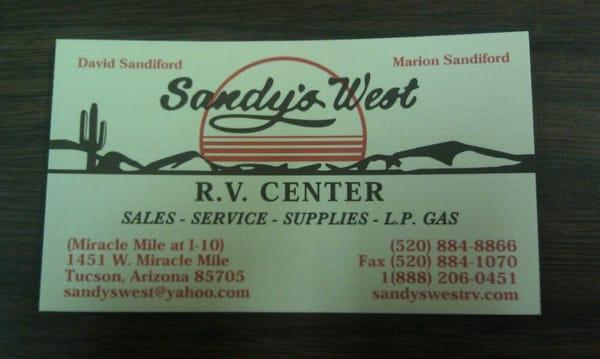 David Sandiford
Marion Sandiford
Sandy's West
R.V. CENTER
SALES - SERVICE - SUPPLIES - L.P. GAS
(Miracle Mile at I-10)
1451 W. Miracle Mile
Tucson, Arizona 85705
sandyswest@yahoo.com
(520) 884-8866
Fax (520) 884-1070
1(888) 206-0451
sandyswestrv.com